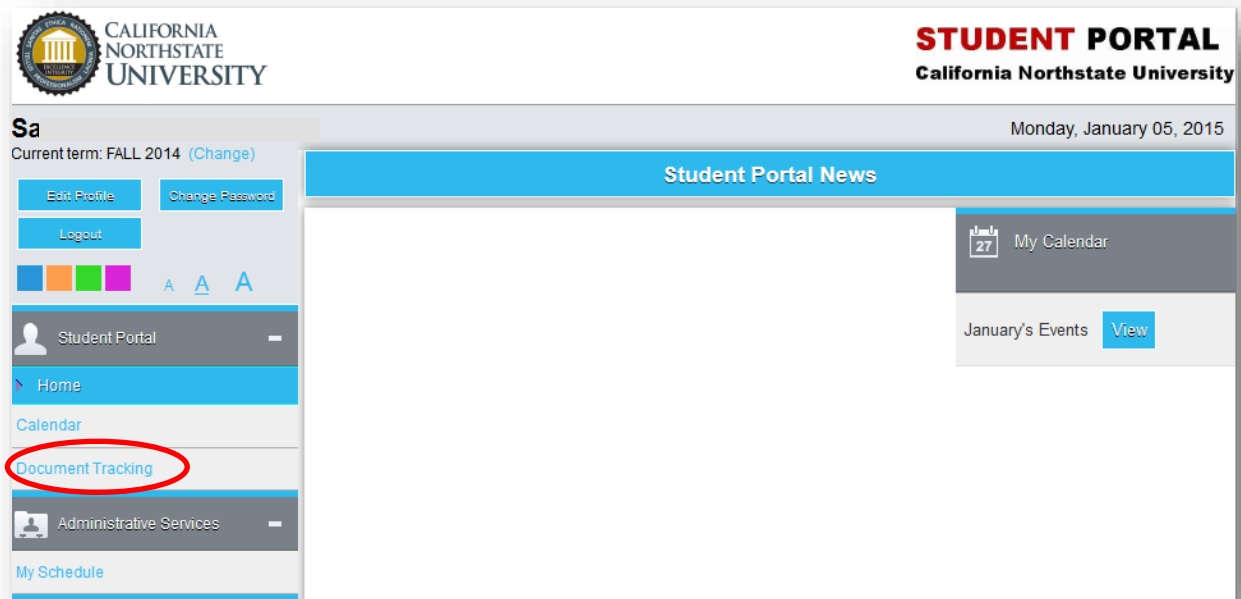 CALIFORNIA
NORTHSTATE
UNIVERSITY
STUDENT PORTAL
California Northstate University
Sa
Monday, January 05, 2015
Current term: FALL 2014 (Change)
Student Portal News
Edit Profile
Change Password
Logout
A A A
27
My Calendar
January's Events View
Student Portal
Home
Calendar
Document Tracking
Administrative Services
My Schedule